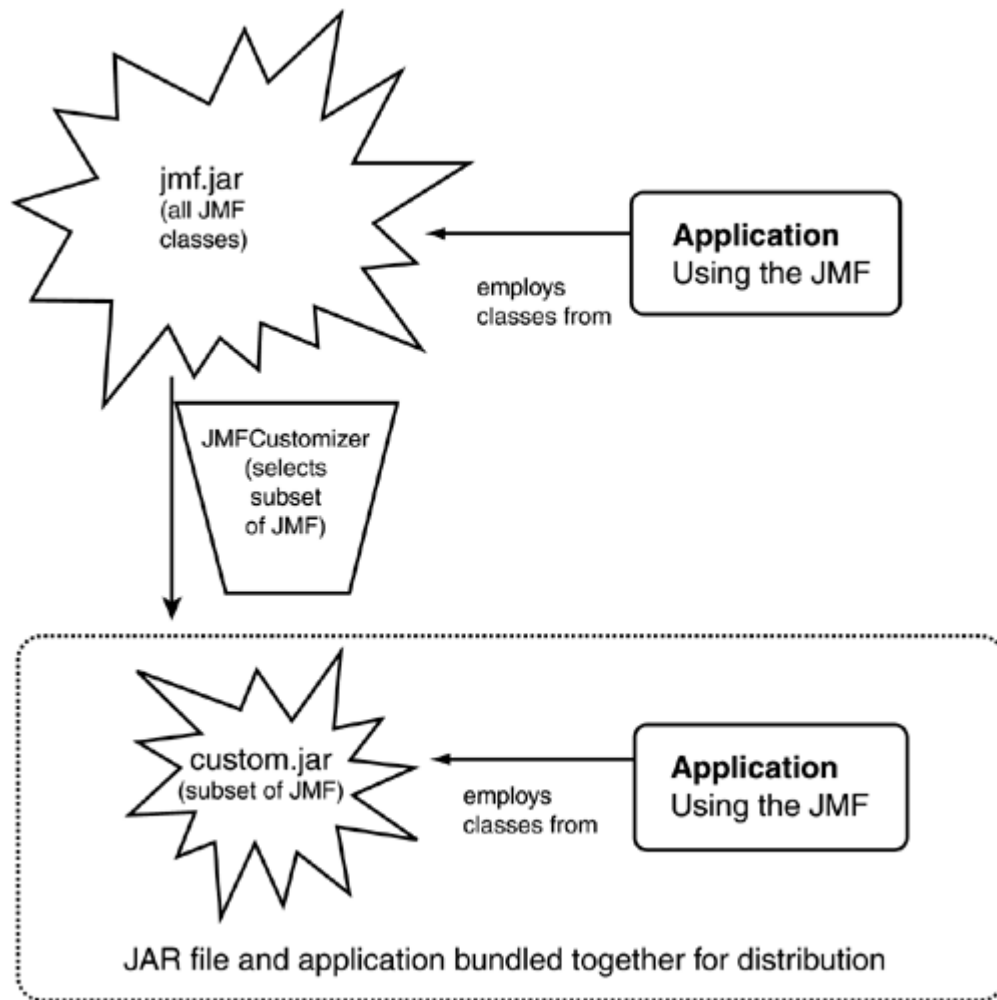 jmf.jar
(all JMF
classes)
Application
Using the JMF
employs
classes from
JMFCustomizer
(selects
subset
of JMF)
custom.jar
(subset of JMF)
employs
classes from
Application
Using the JMF
JAR file and application bundled together for distribution